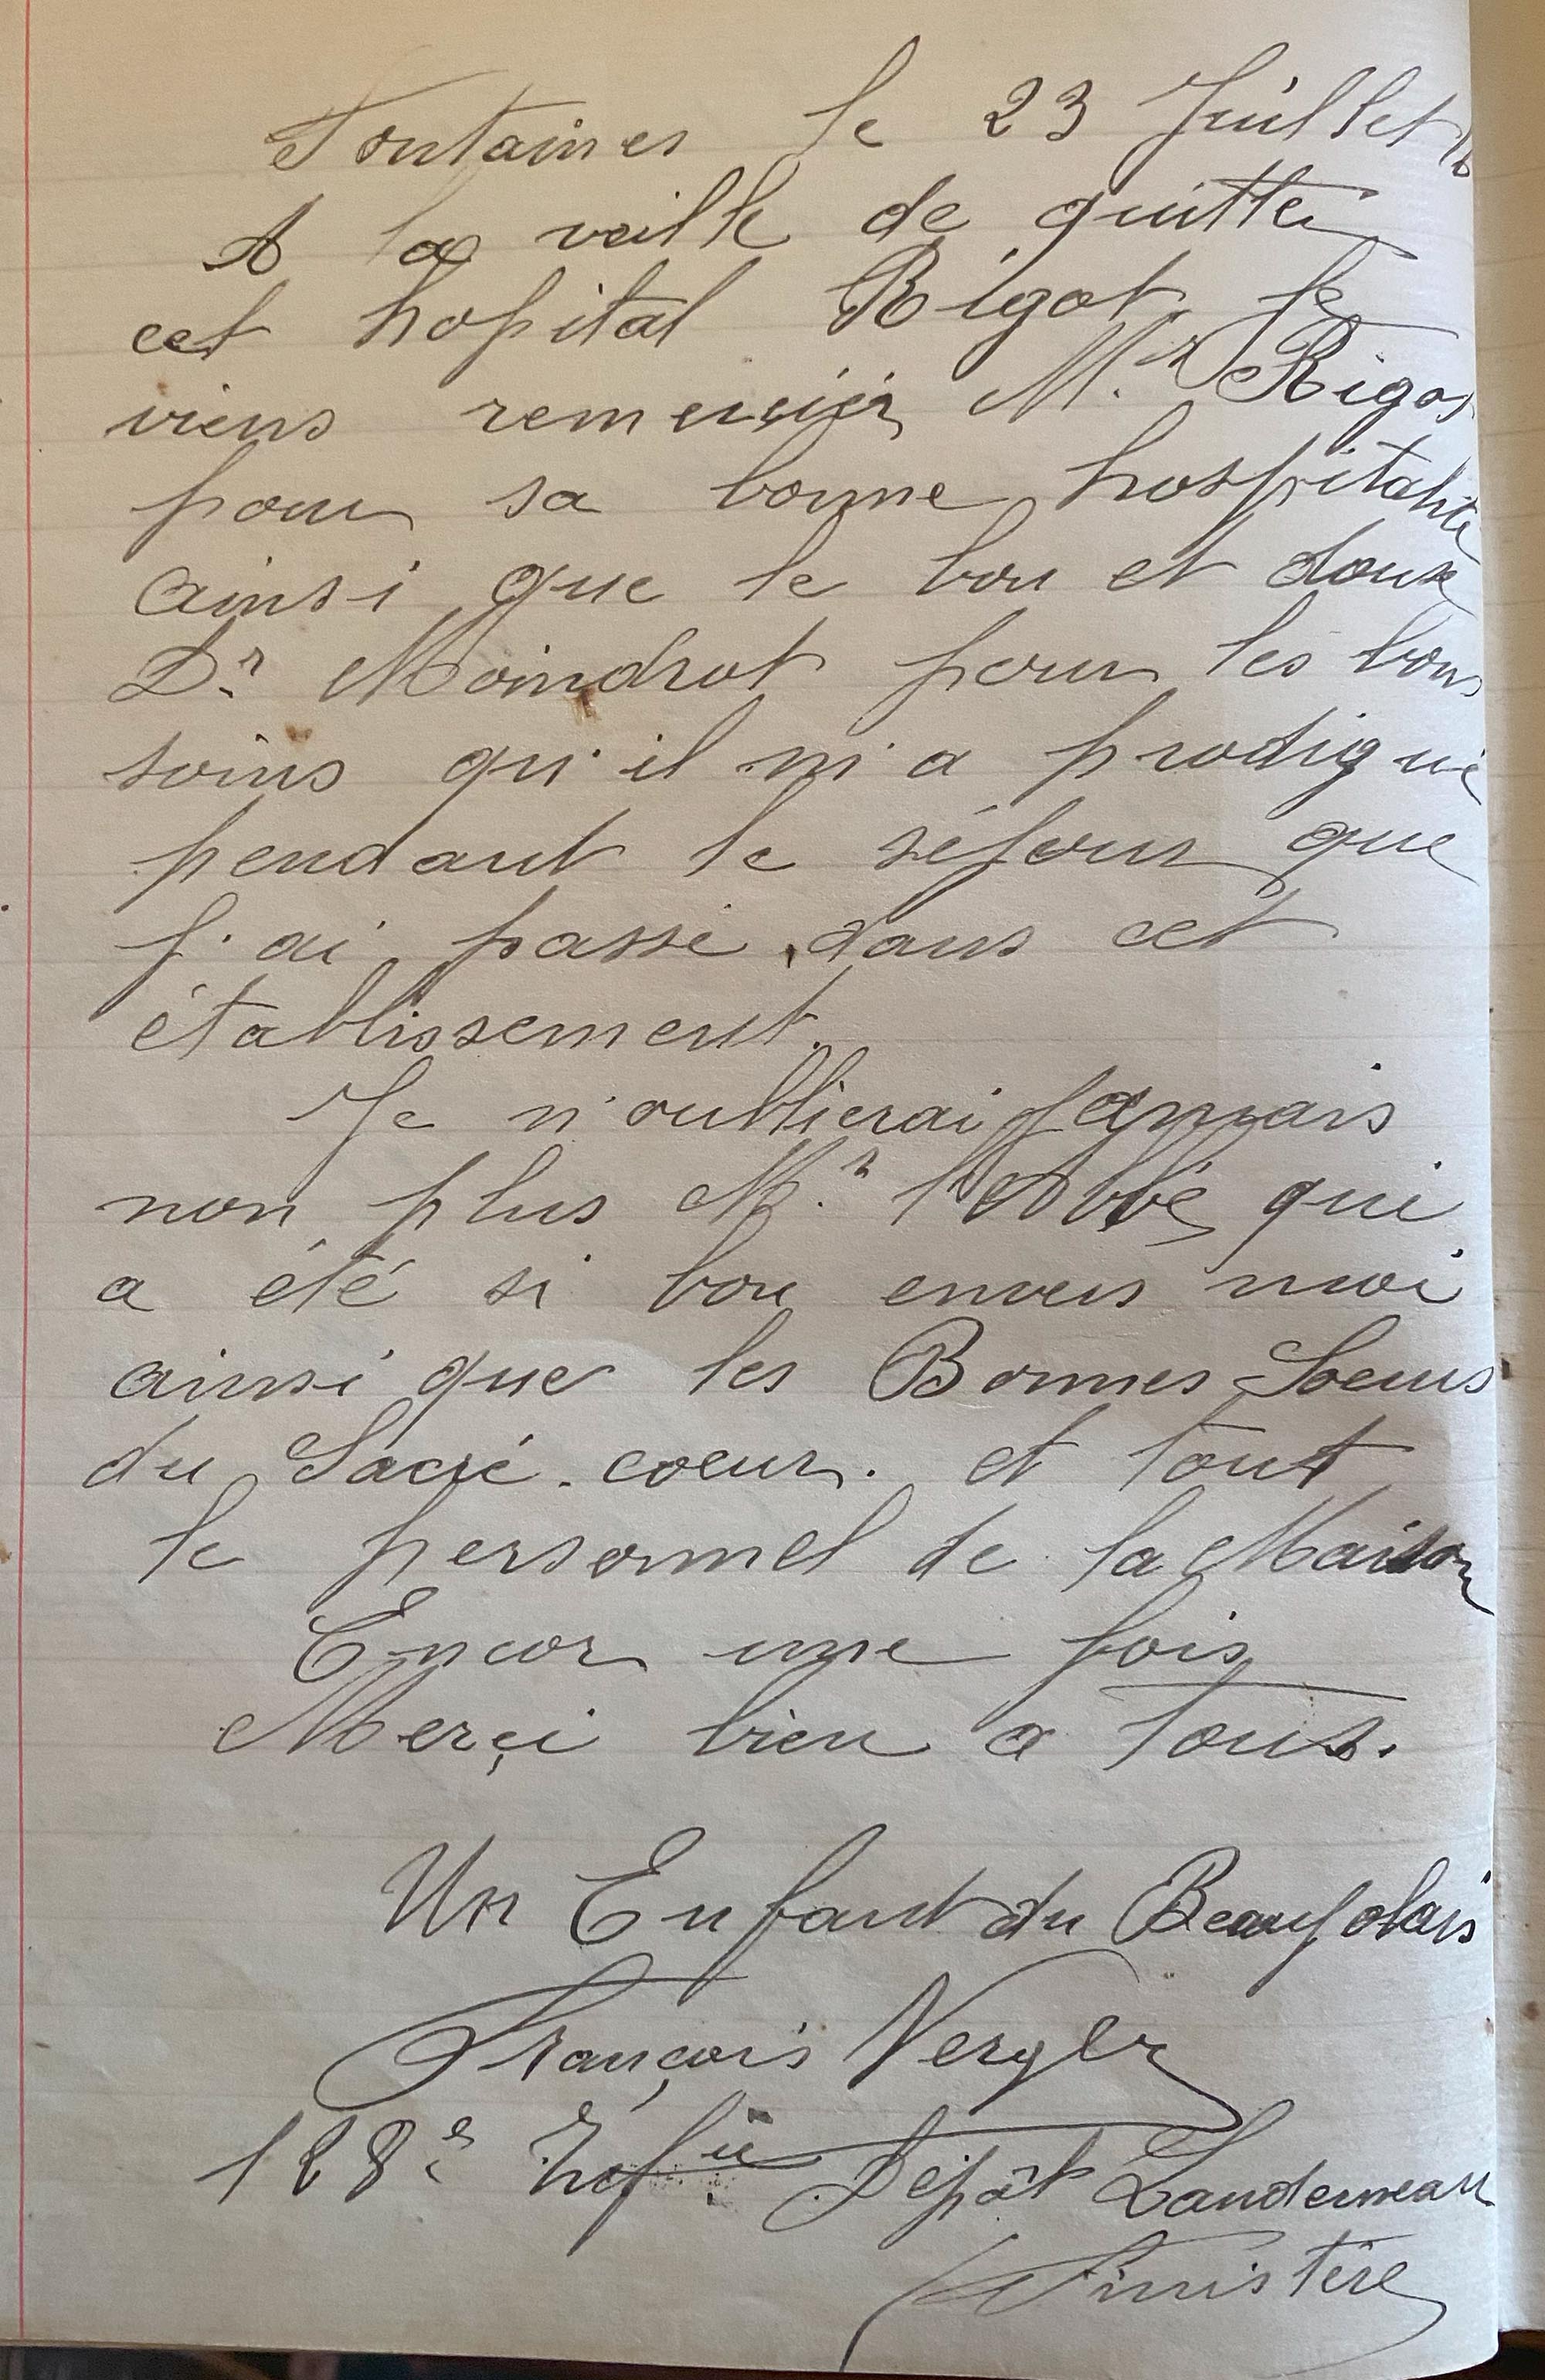 Fontaines le 23 Juillet 16
A la veille de quitter
cet hopital Rigot, je
viens remercier Mr Rigot
pour sa bonne hospitalité
ainsi que le bon et doux
Dr Moindrot pour les bons
soins qu'il m'a prodigué
pendant le séjour que
j'ai passé dans cet
établissement.
Je n'oublierai jamais
non plus Mr l'Abbé qui
a été si bon envers moi
ainsi que les Bonnes Soeurs
du Sacré-coeur. et tout
le personnel de la Maison
Encor une fois
Merçi bien a tous.
Un Enfant du Beaujolais
François Verger
128e Infie Dépôt Landerneau
Finistère